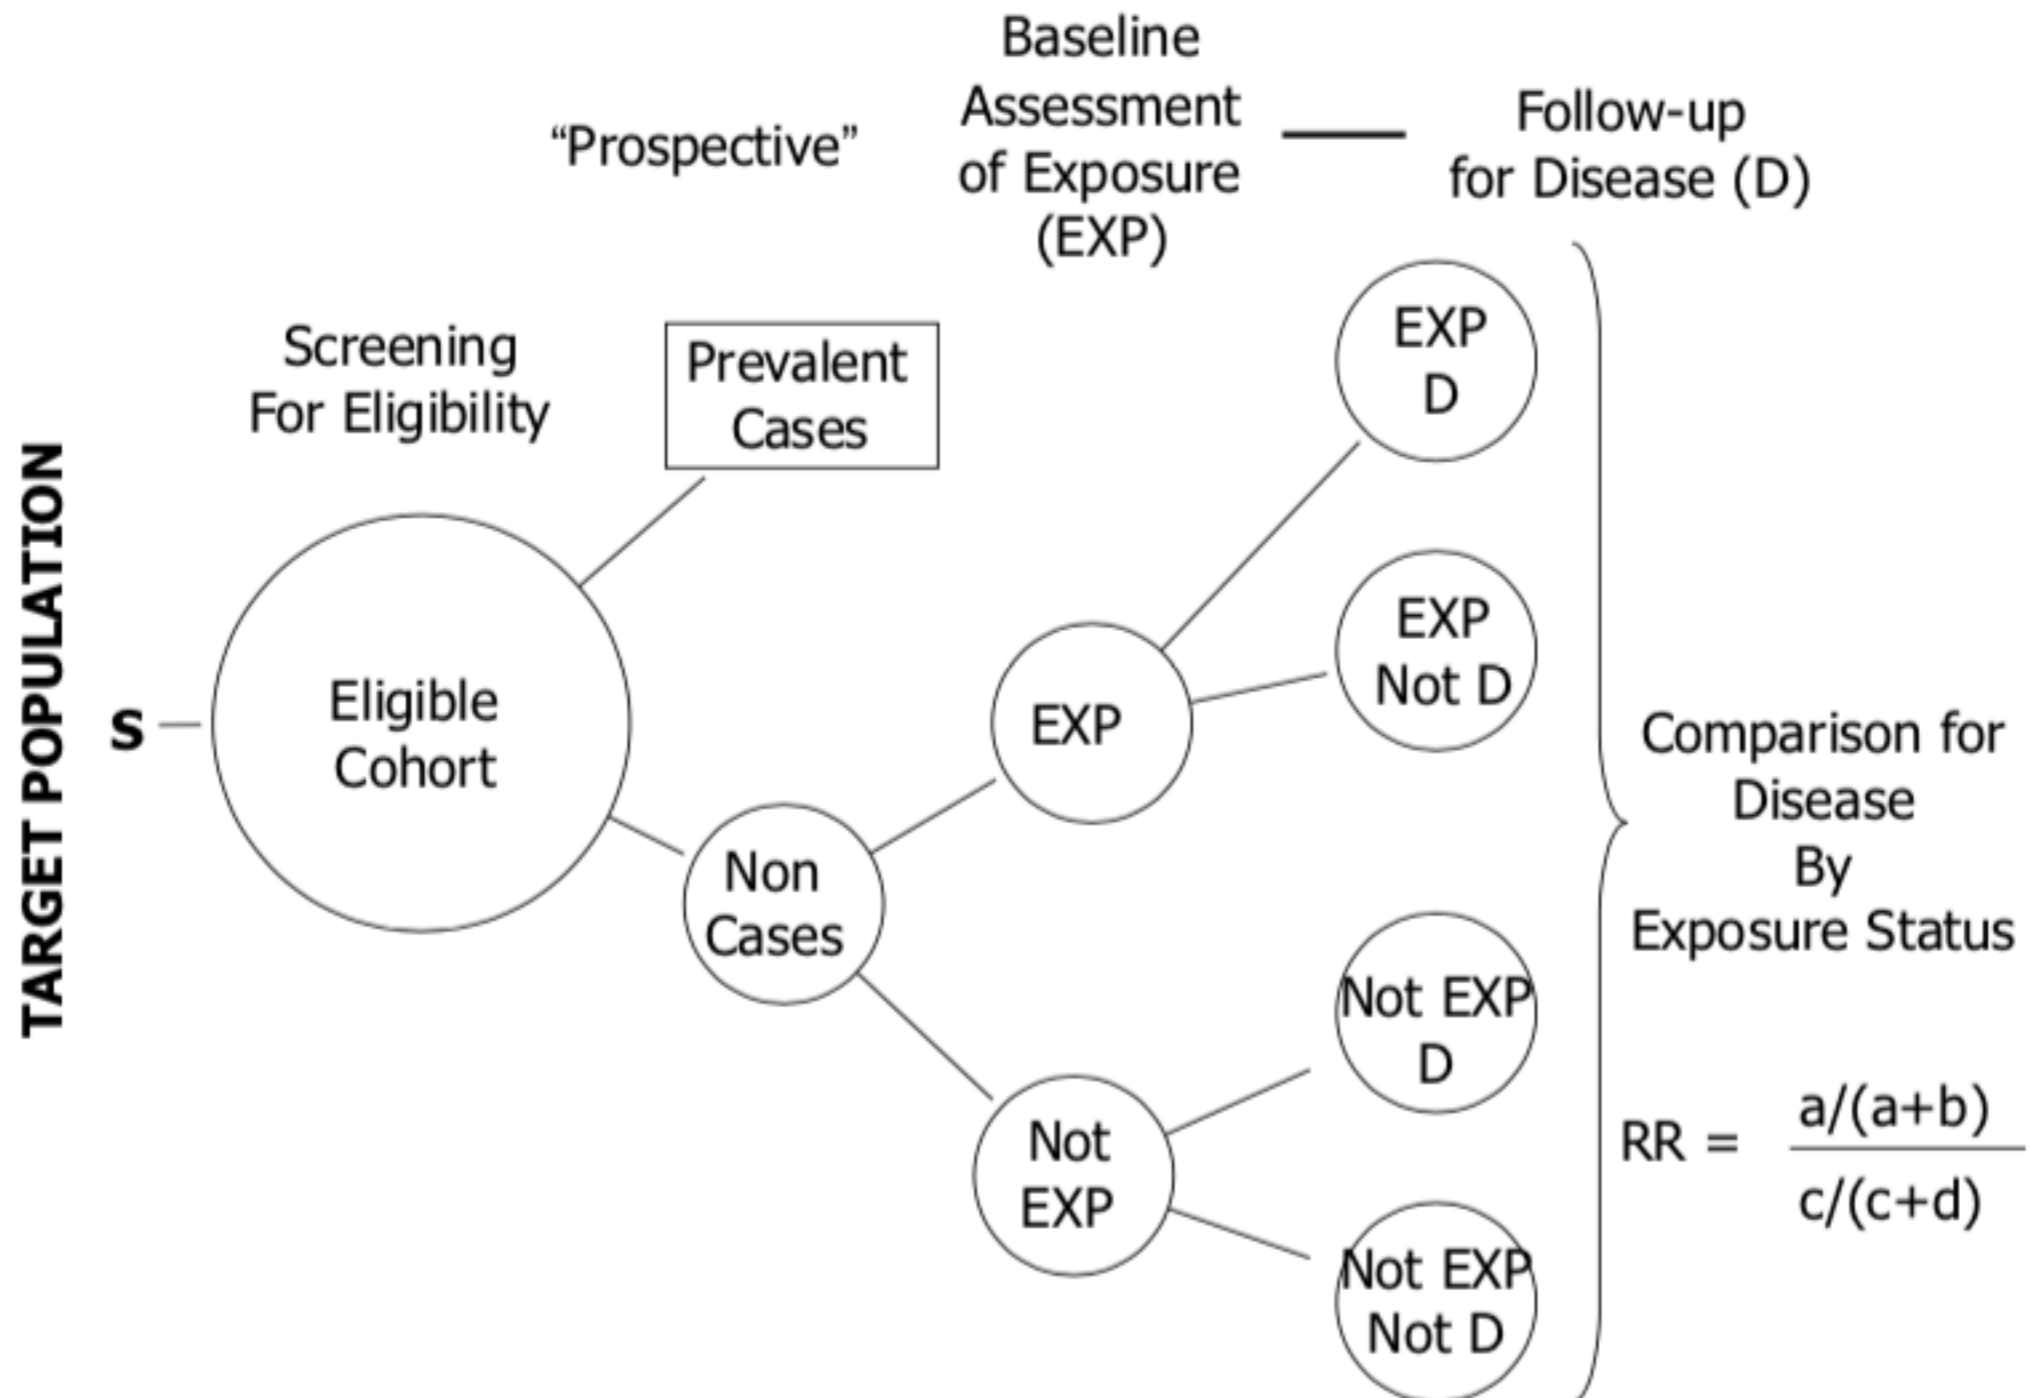 Baseline
Assessment
of Exposure
(EXP)
“Prospective”
Follow-up
for Disease (D)
Screening
For Eligibility
Prevalent
Cases
TARGET POPULATION
S
Eligible
Cohort
Non
Cases
EXP
Not
EXP
EXP
D
EXP
Not D
Not EXP
D
Not EXP
Not D
Comparison for
Disease
By
Exposure Status
RR =
a/(a+b)
c/(c+d)